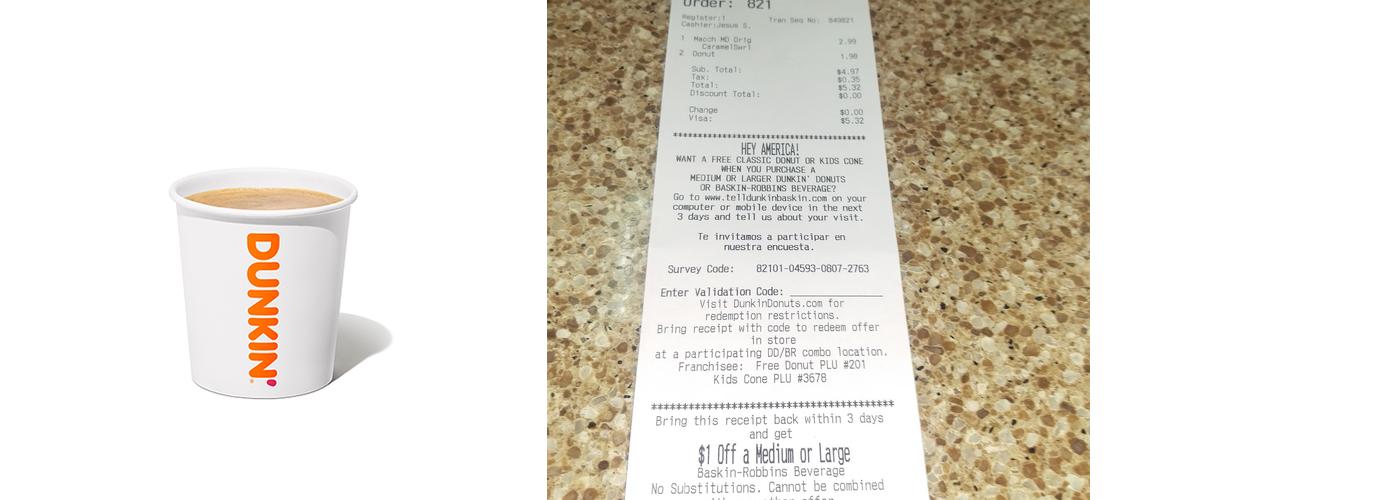 DUNKIN'
Order: 821
Register:1 Tran Seq No: 849821
Cashier:Jesus S.
1 Macch MD Orig 2.99
CaramelSwrl
2 Donut 1.98
Sub. Total: $4.97
Tax: $0.35
Total: $5.32
Discount Total: $0.00
Change $0.00
Visa: $5.32
****************************************
HEY AMERICA!
WANT A FREE CLASSIC DONUT OR KIDS CONE
WHEN YOU PURCHASE A
MEDIUM OR LARGER DUNKIN' DONUTS
OR BASKIN-ROBBINS BEVERAGE?
Go to www.telldunkinbaskin.com on your
computer or mobile device in the next
3 days and tell us about your visit.
Te invitamos a participar en
nuestra encuesta.
Survey Code: 82101-04593-0807-2763
Enter Validation Code: _______________
Visit DunkinDonuts.com for
redemption restrictions.
Bring receipt with code to redeem offer
in store
at a participating DD/BR combo location.
Franchisee: Free Donut PLU #201
Kids Cone PLU #3678
****************************************
Bring this receipt back within 3 days
and get
$1 Off a Medium or Large
Baskin-Robbins Beverage
No Substitutions. Cannot be combined